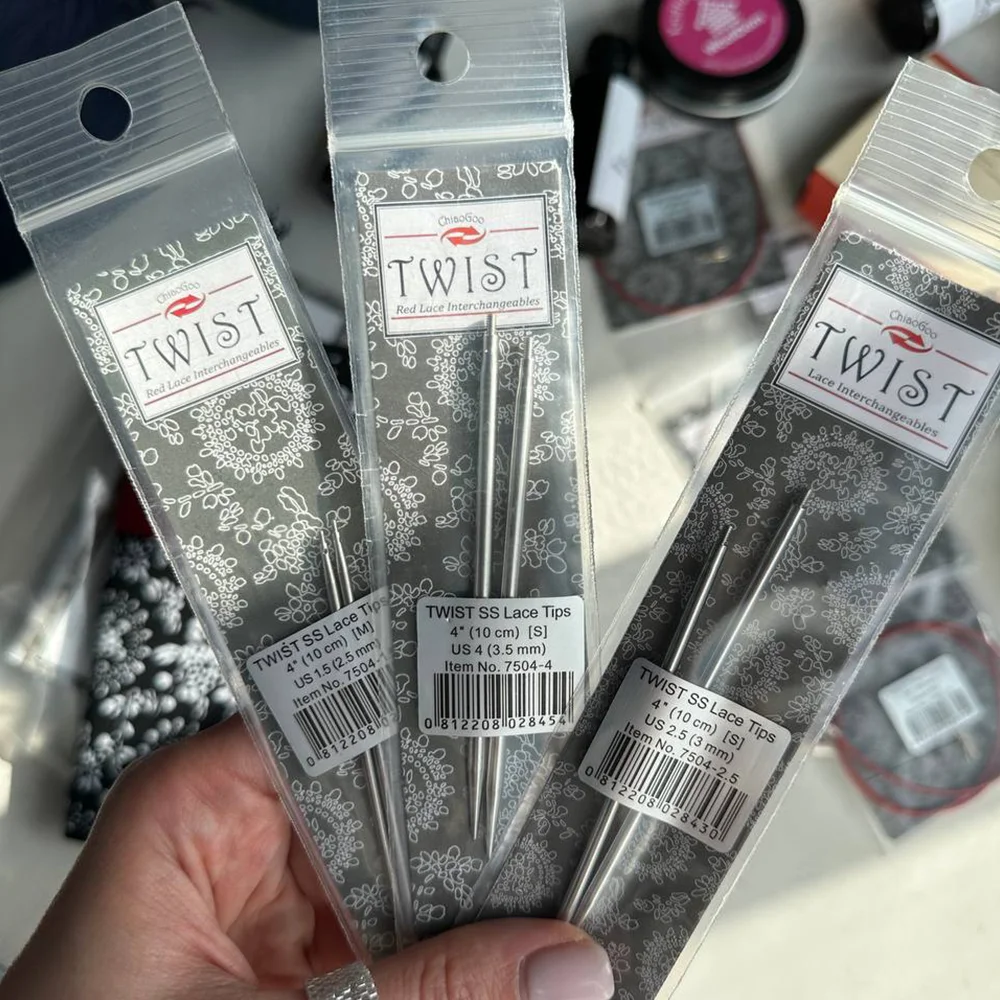 ChiaoGoo
TWIST
Red Lace Interchangeables
TWIST SS Lace Tips
4" (10 cm) [M]
US 1.5 (2.5 mm)
Item No. 7504-
0 812208 0
ChiaoGoo
TWIST
Red Lace Interchangeables
TWIST SS Lace Tips
4" (10 cm) [S]
US 4 (3.5 mm)
Item No. 7504-4
0 812208 028454
ChiaoGoo
TWIST
Lace Interchangeables
TWIST SS Lace Tips
4" (10 cm) [S]
US 2.5 (3 mm)
Item No. 7504-2.5
0 812208 028430